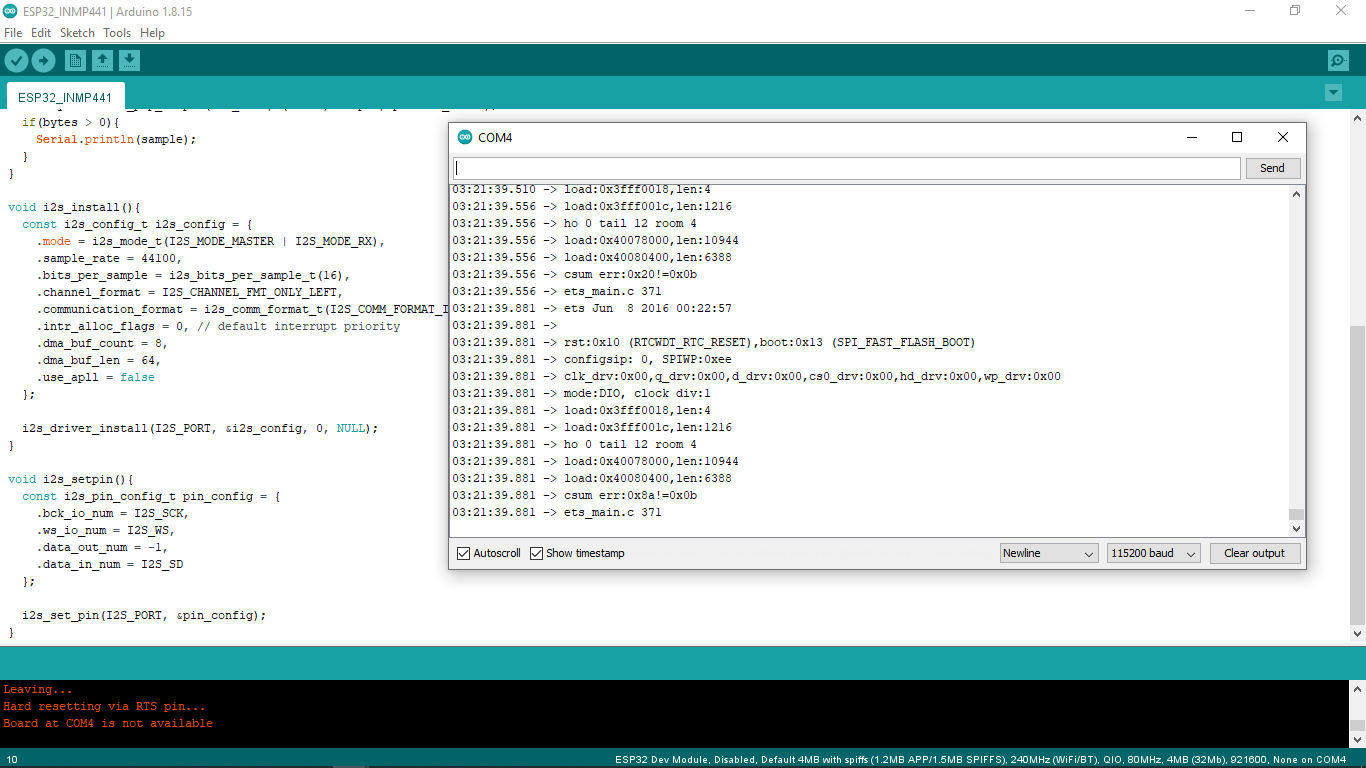 ESP32_INMP441 | Arduino 1.8.15
File Edit Sketch Tools Help
ESP32_INMP441
if(bytes > 0){
Serial.println(sample);
}
}
void i2s_install(){
const i2s_config_t i2s_config = {
.mode = i2s_mode_t(I2S_MODE_MASTER | I2S_MODE_RX),
.sample_rate = 44100,
.bits_per_sample = i2s_bits_per_sample_t(16),
.channel_format = I2S_CHANNEL_FMT_ONLY_LEFT,
.communication_format = i2s_comm_format_t(I2S_COMM_FORMAT_I
.intr_alloc_flags = 0, // default interrupt priority
.dma_buf_count = 8,
.dma_buf_len = 64,
.use_apll = false
};
i2s_driver_install(I2S_PORT, &i2s_config, 0, NULL);
}
void i2s_setpin(){
const i2s_pin_config_t pin_config = {
.bck_io_num = I2S_SCK,
.ws_io_num = I2S_WS,
.data_out_num = -1,
.data_in_num = I2S_SD
};
i2s_set_pin(I2S_PORT, &pin_config);
}
COM4
Send
03:21:39.510 -> load:0x3fff0018,len:4
03:21:39.556 -> load:0x3fff001c,len:1216
03:21:39.556 -> ho 0 tail 12 room 4
03:21:39.556 -> load:0x40078000,len:10944
03:21:39.556 -> load:0x40080400,len:6388
03:21:39.556 -> csum err:0x20!=0x0b
03:21:39.556 -> ets_main.c 371
03:21:39.881 -> ets Jun  8 2016 00:22:57
03:21:39.881 ->
03:21:39.881 -> rst:0x10 (RTCWDT_RTC_RESET),boot:0x13 (SPI_FAST_FLASH_BOOT)
03:21:39.881 -> configsip: 0, SPIWP:0xee
03:21:39.881 -> clk_drv:0x00,q_drv:0x00,d_drv:0x00,cs0_drv:0x00,hd_drv:0x00,wp_drv:0x00
03:21:39.881 -> mode:DIO, clock div:1
03:21:39.881 -> load:0x3fff0018,len:4
03:21:39.881 -> load:0x3fff001c,len:1216
03:21:39.881 -> ho 0 tail 12 room 4
03:21:39.881 -> load:0x40078000,len:10944
03:21:39.881 -> load:0x40080400,len:6388
03:21:39.881 -> csum err:0x8a!=0x0b
03:21:39.881 -> ets_main.c 371
Autoscroll Show timestamp Newline 115200 baud Clear output
Leaving...
Hard resetting via RTS pin...
Board at COM4 is not available
10 ESP32 Dev Module, Disabled, Default 4MB with spiffs (1.2MB APP/1.5MB SPIFFS), 240MHz (WiFi/BT), QIO, 80MHz, 4MB (32Mb), 921600, None on COM4